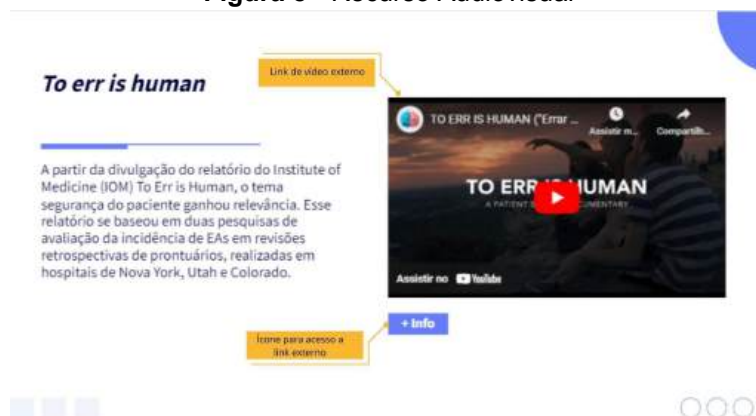 To err is human
Link de vídeo externo
TO ERR IS HUMAN ("Errar ...
Assistir m...
Compartilh...
TO ERR IS HUMAN
A PATIENT DOCUMENTARY
Assistir no YouTube
A partir da divulgação do relatório do Institute of
Medicine (IOM) To Err is Human, o tema
segurança do paciente ganhou relevância. Esse
relatório se baseou em duas pesquisas de
avaliação da incidência de EAs em revisões
retrospectivas de prontuários, realizadas em
hospitais de Nova York, Utah e Colorado.
+ Info
Ícone para acesso a
link externo